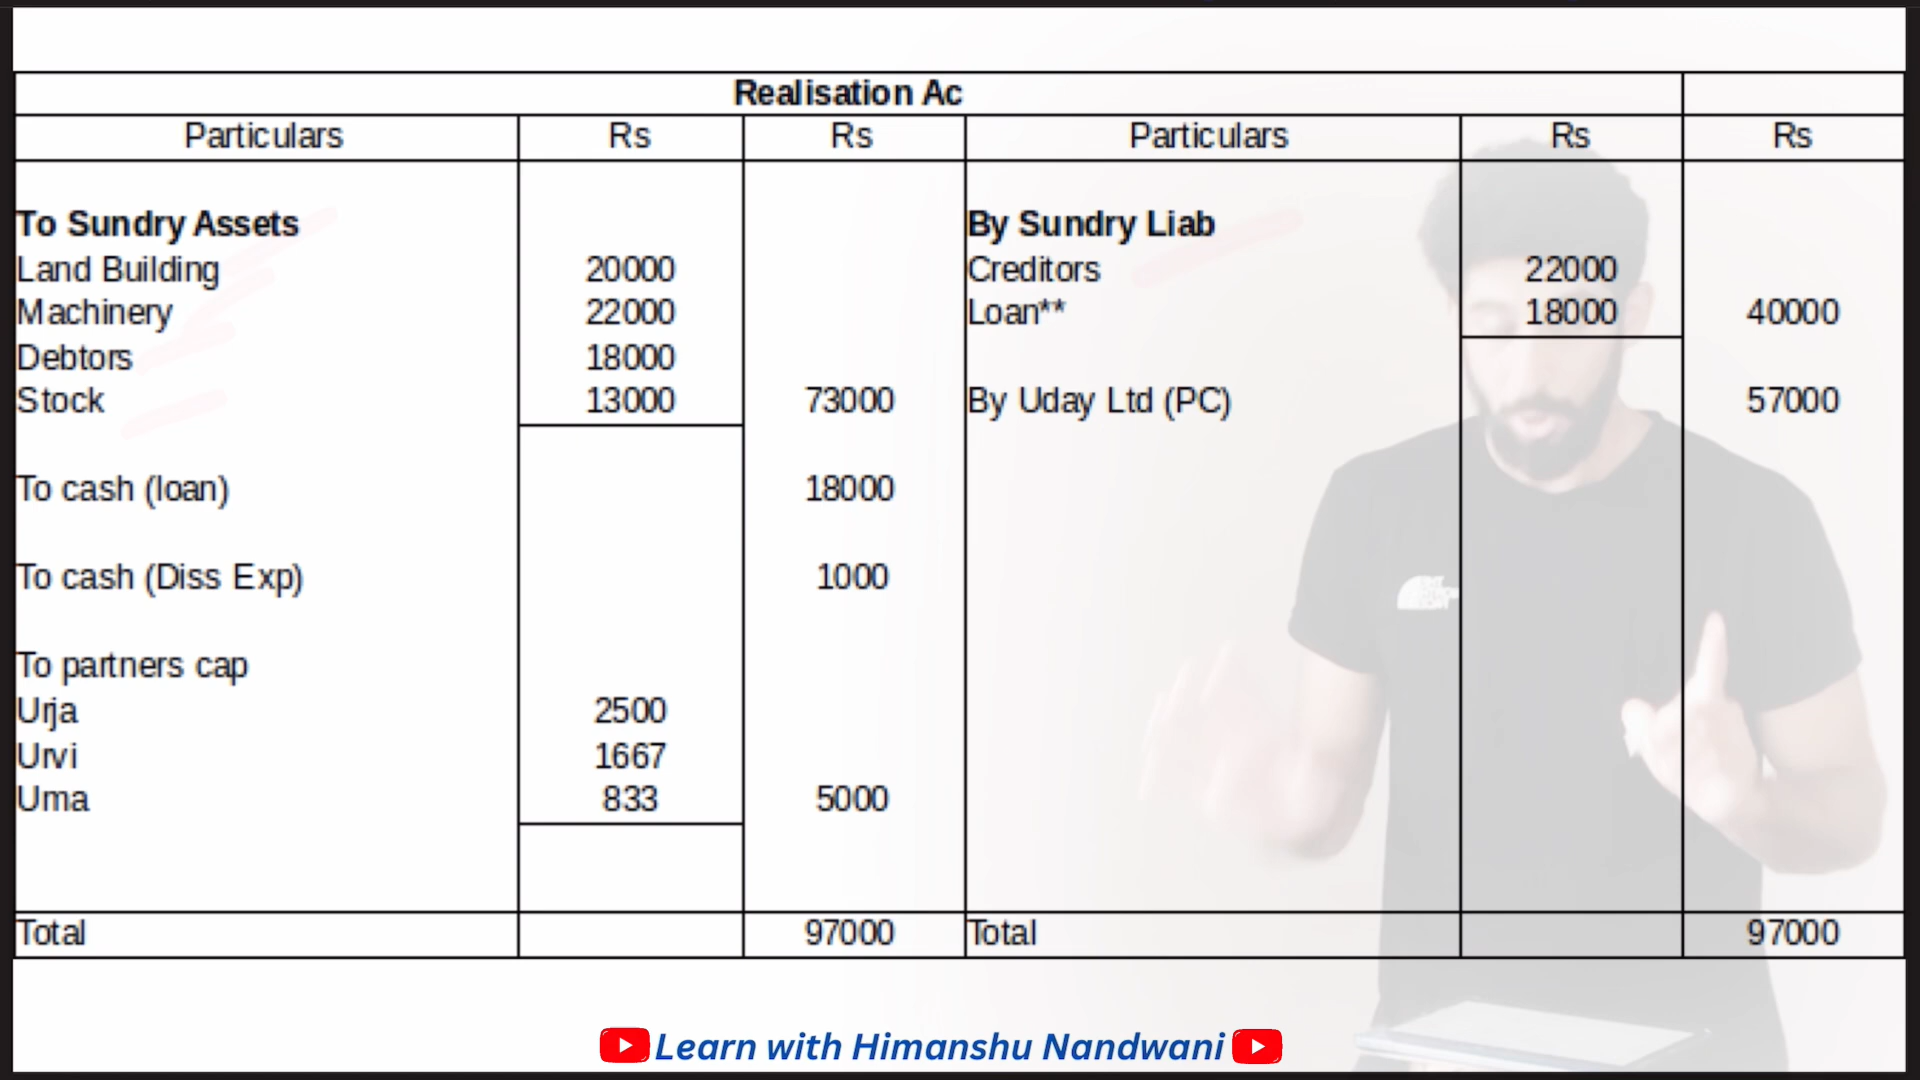 Realisation Ac
Particulars Rs Rs Particulars Rs Rs
To Sundry Assets By Sundry Liab
Land Building 20000 Creditors 22000
Machinery 22000 Loan** 18000 40000
Debtors 18000
Stock 13000 73000 By Uday Ltd (PC) 57000
To cash (loan) 18000
To cash (Diss Exp) 1000
To partners cap
Urja 2500
Urvi 1667
Uma 833 5000
Total 97000 Total 97000
Learn with Himanshu Nandwani